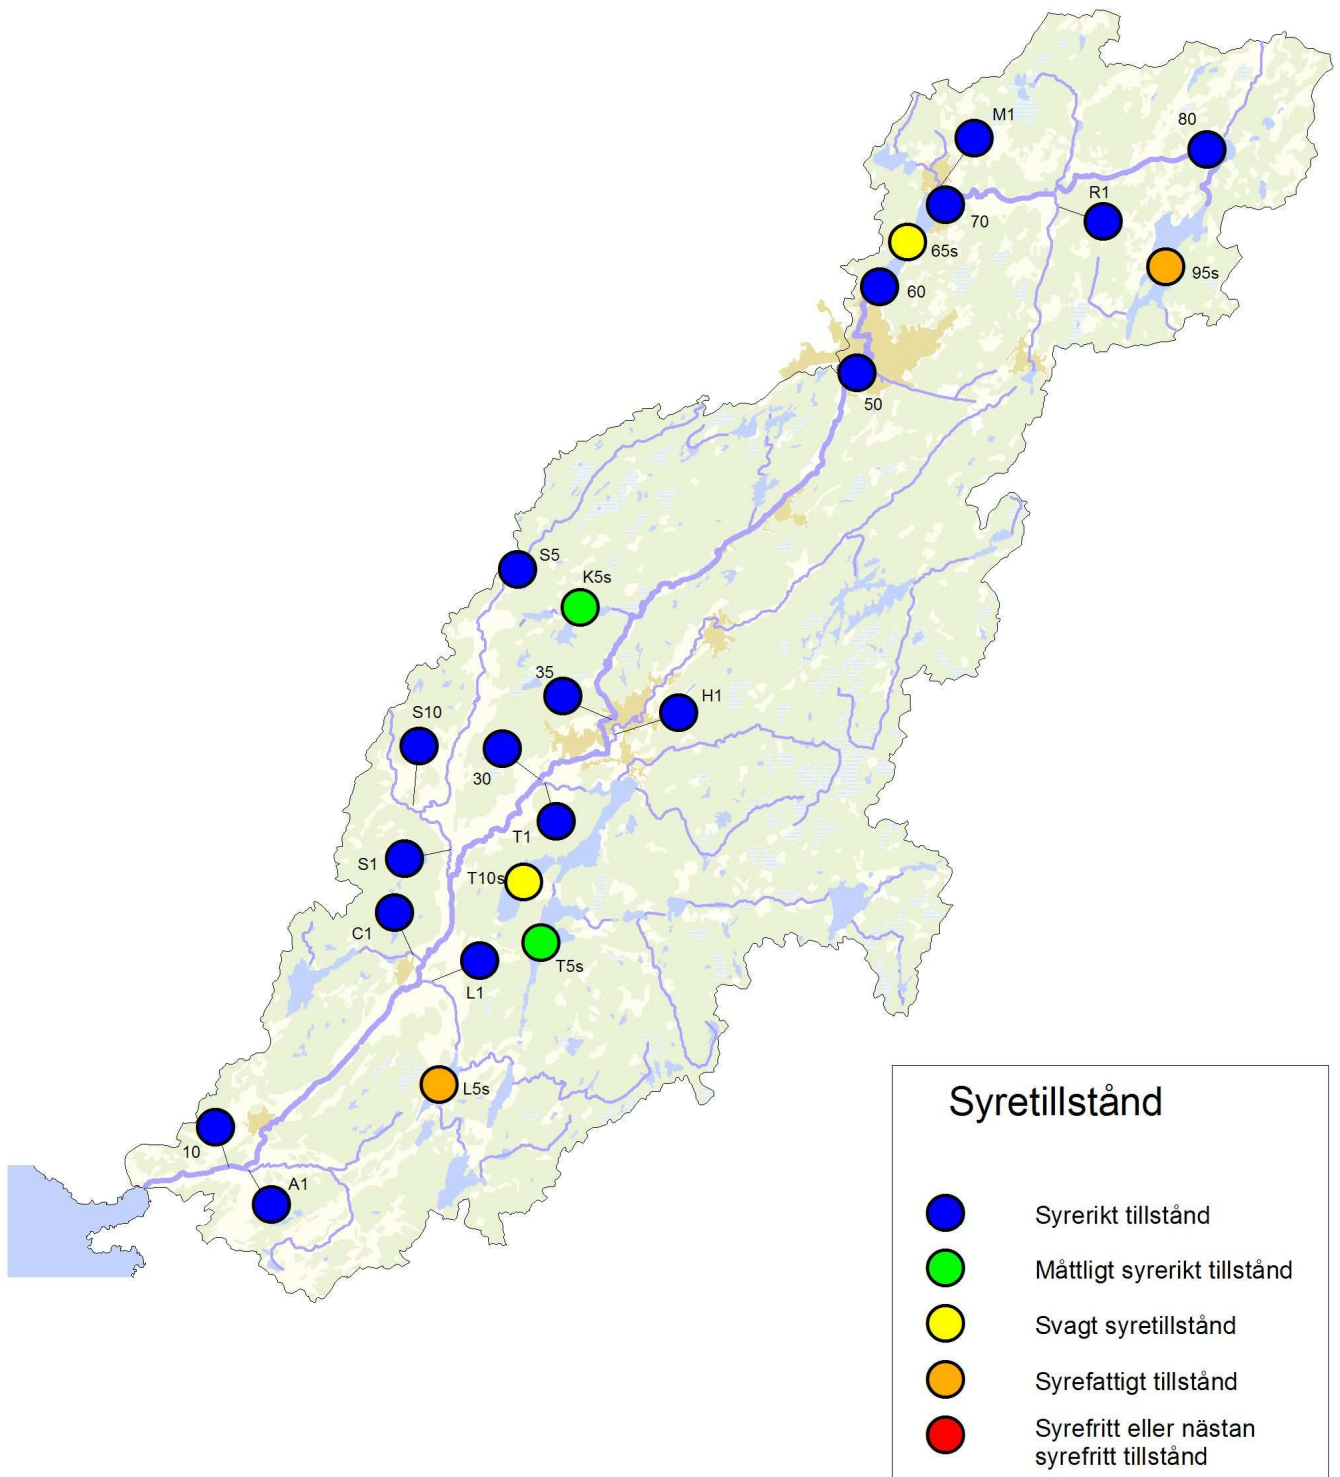 M1
80
R1
70
65s
95s
60
50
S5
K5s
35
H1
S10
30
T1
S1
T10s
C1
T5s
L1
L5s
10
A1
Syretillstånd
Syrerikt tillstånd
Måttligt syrerikt tillstånd
Svagt syretillstånd
Syrefattigt tillstånd
Syrefritt eller nästan
syrefritt tillstånd